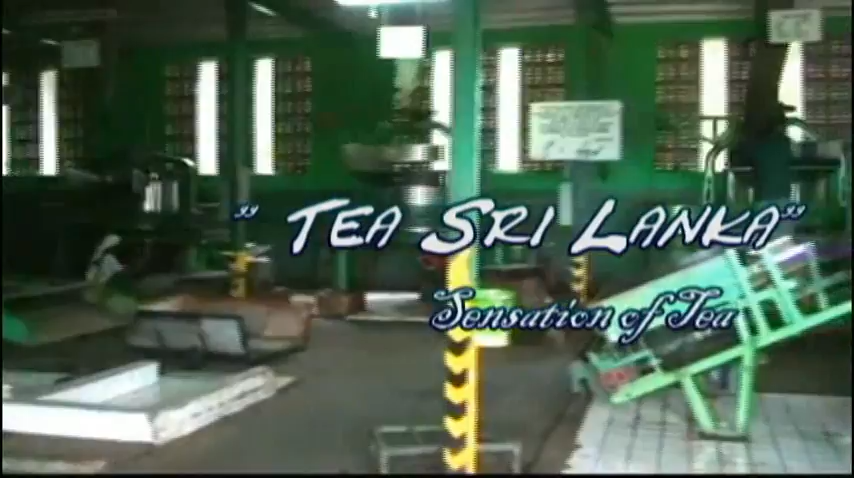 ” TEA SRI LANKA”
Sensation of Tea